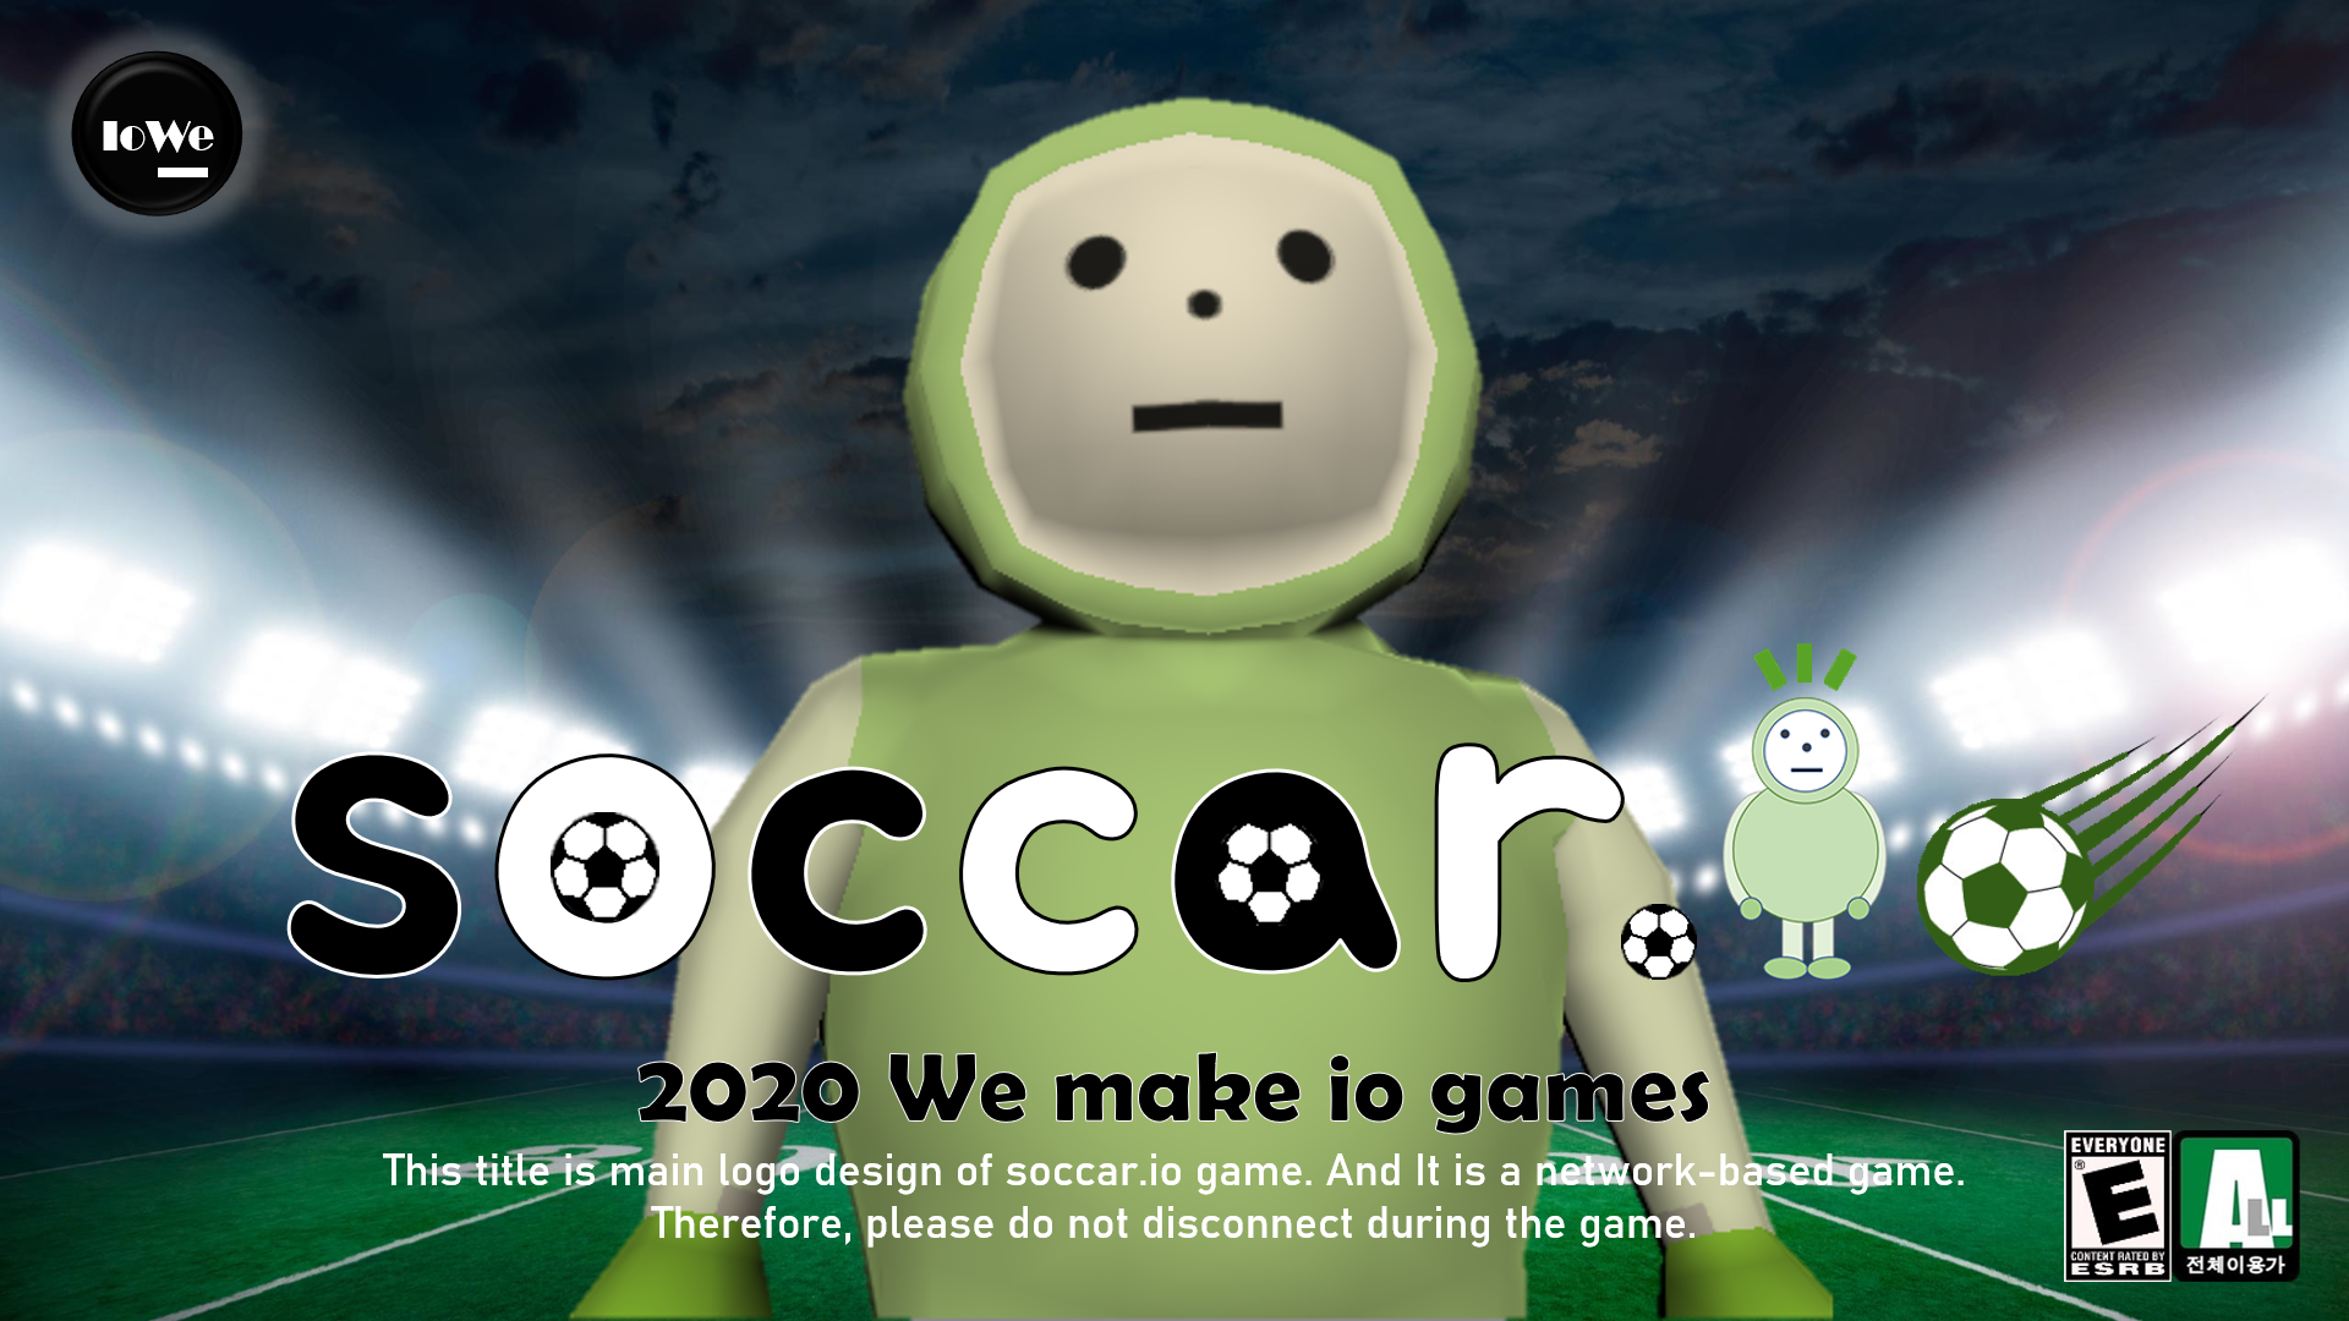 IoWe
soccar.io
2020 We make io games
This title is main logo design of soccar.io game. And It is a network-based game.
Therefore, please do not disconnect during the game.
EVERYONE
E
®
CONTENT RATED BY
ESRB
ALL
전체이용가